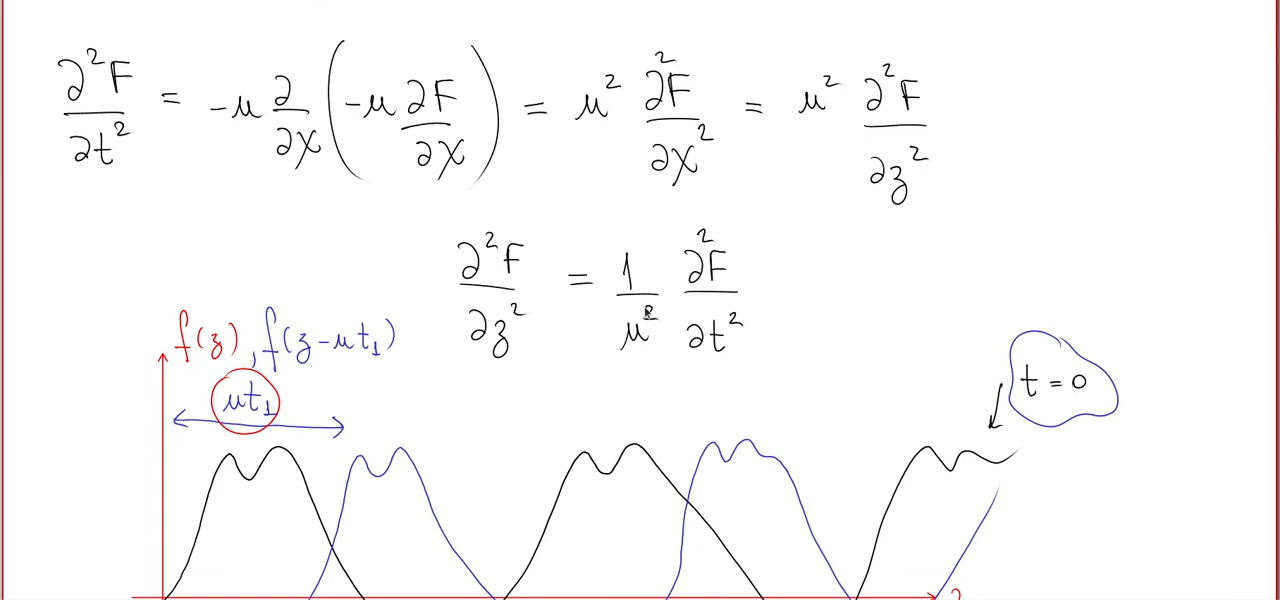 ∂²F/∂t² = -u ∂/∂x (-u ∂F/∂x) = u² ∂²F/∂x² = u² ∂²F/∂z²
∂²F/∂z² = 1/u² ∂²F/∂t²
f(z), f(z-ut₁)
t = 0
ut₁